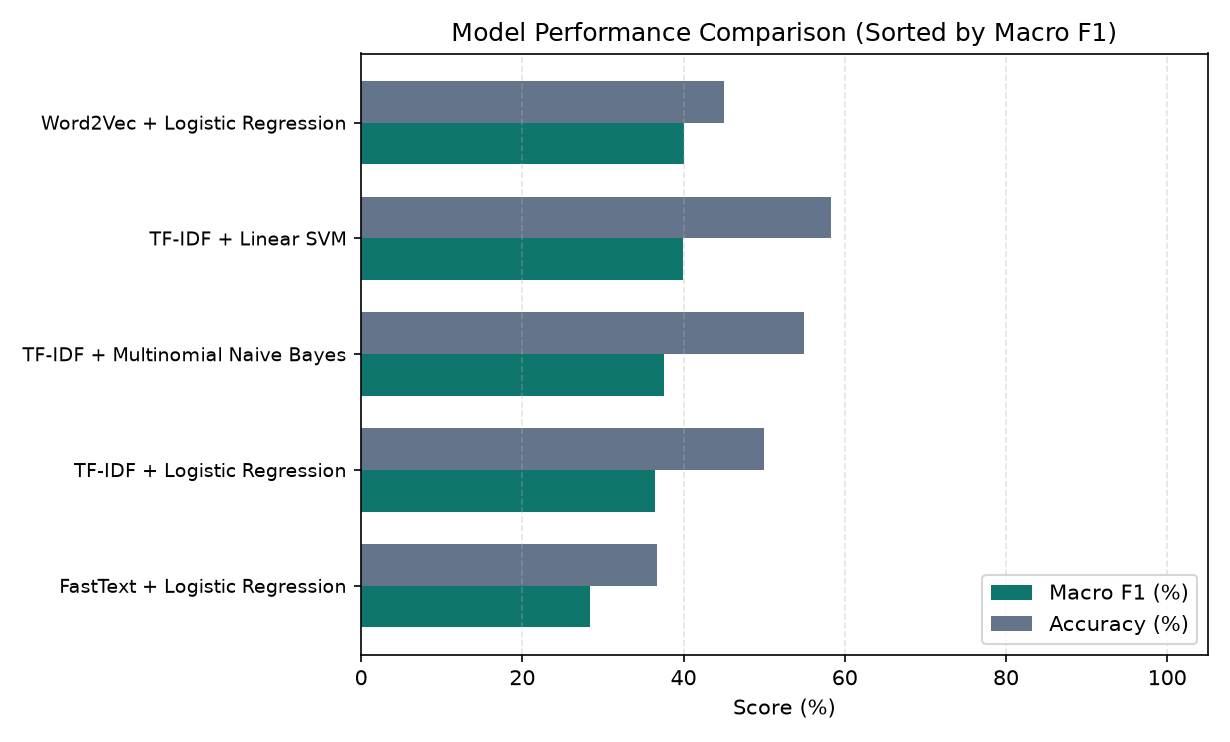 Model Performance Comparison (Sorted by Macro F1)
Word2Vec + Logistic Regression
TF-IDF + Linear SVM
TF-IDF + Multinomial Naive Bayes
TF-IDF + Logistic Regression
FastText + Logistic Regression
Macro F1 (%)
Accuracy (%)
0 20 40 60 80 100
Score (%)